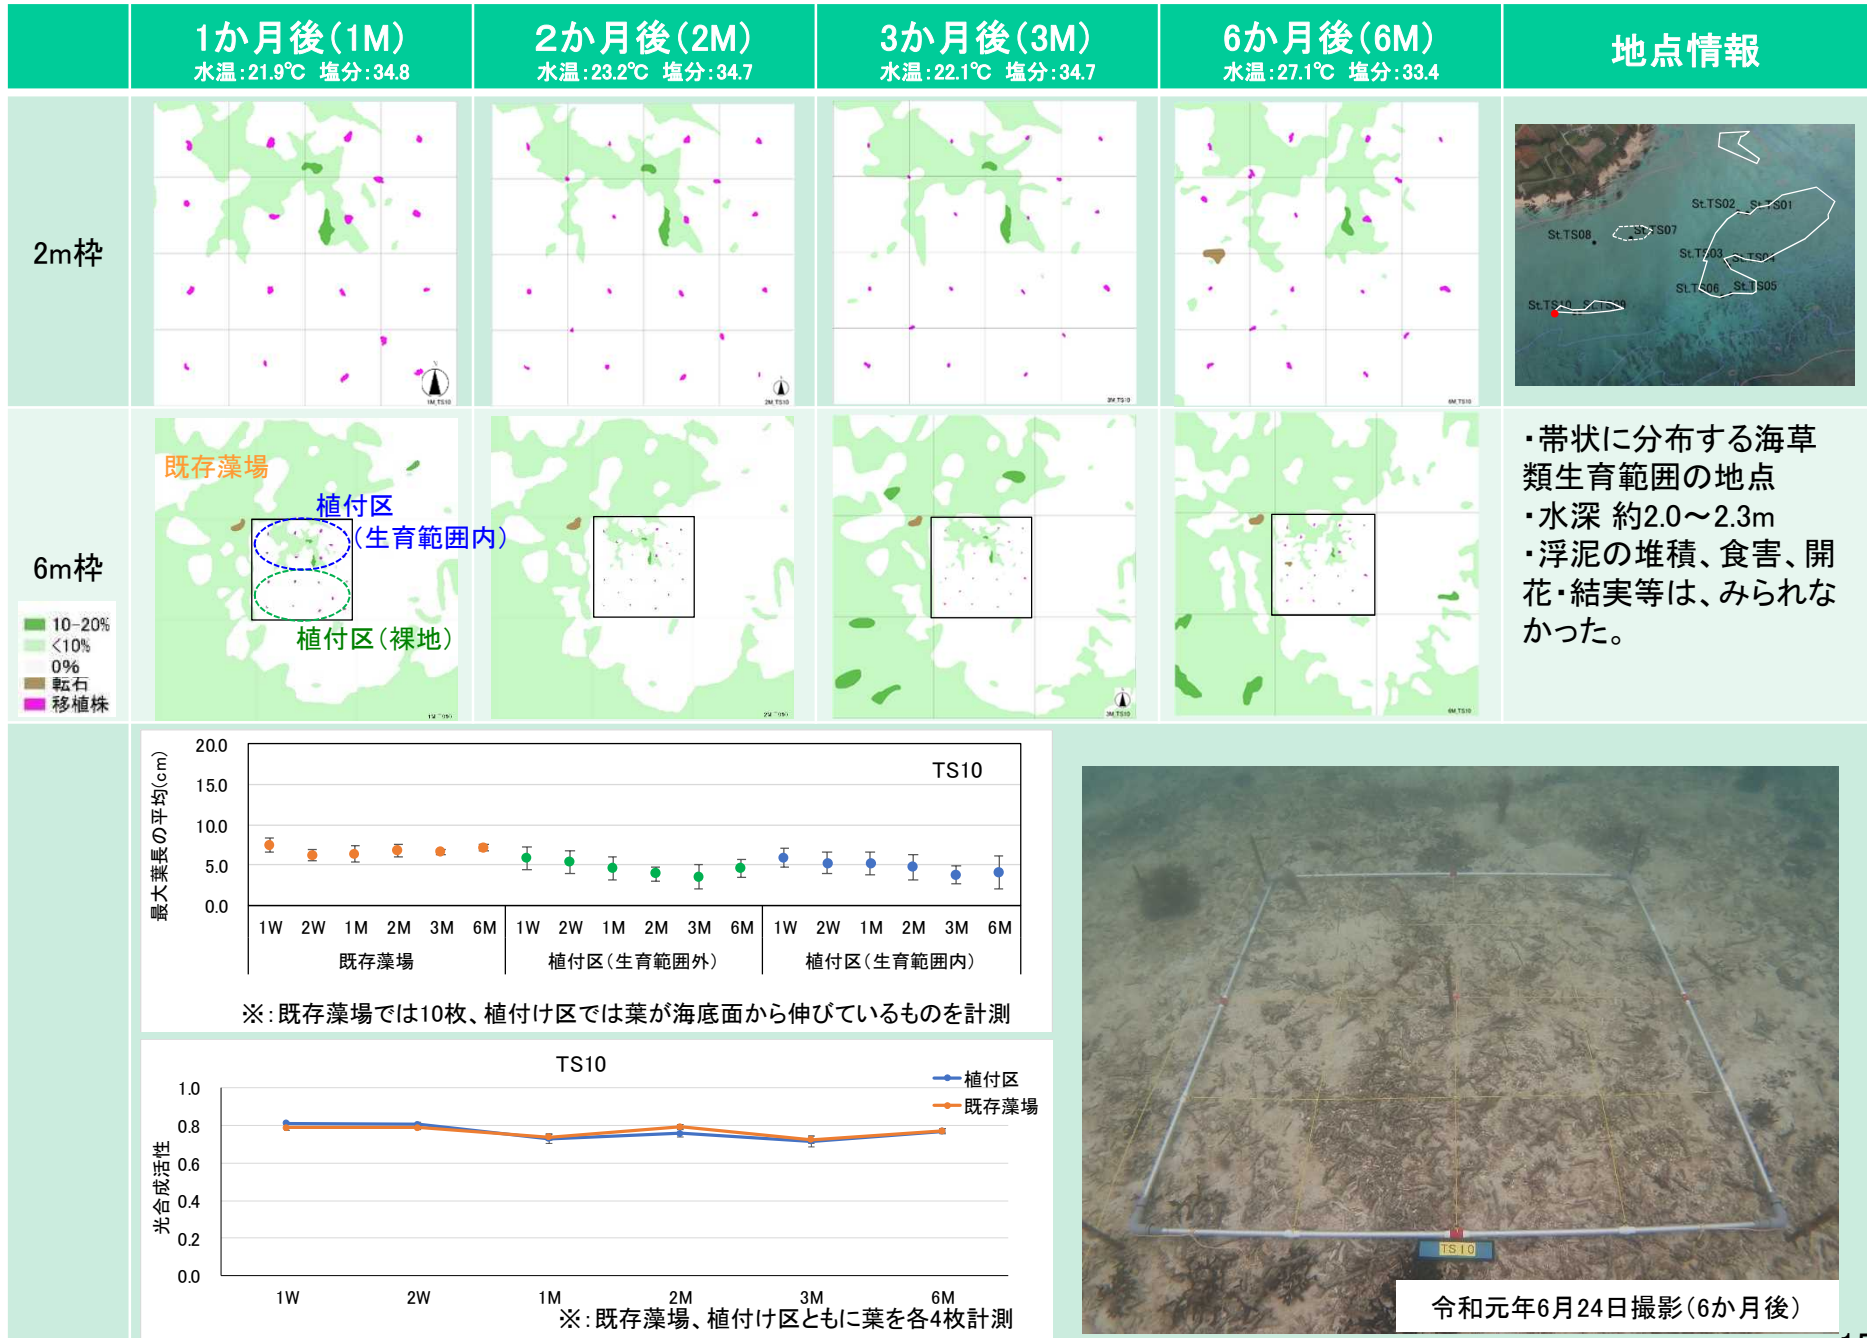 1か月後(1M)
水温:21.9℃ 塩分:34.8
2か月後(2M)
水温:23.2℃ 塩分:34.7
3か月後(3M)
水温:22.1℃ 塩分:34.7
6か月後(6M)
水温:27.1℃ 塩分:33.4
地点情報
2m枠
1M_TS10
2M_TS10
3M_TS10
6M_TS10
St.TS02
St.TS01
St.TS08
St.TS07
St.TS03
St.TS04
St.TS06
St.TS05
St.TS10
St.TS09
6m枠
10-20%
<10%
0%
転石
移植株
既存藻場
植付区
(生育範囲内)
植付区(裸地)
3M_TS10
6M_TS10
・帯状に分布する海草
類生育範囲の地点
・水深 約2.0～2.3m
・浮泥の堆積、食害、開
花・結実等は、みられな
かった。
最大葉長の平均(cm)
20.0
15.0
10.0
5.0
0.0
TS10
1W 2W 1M 2M 3M 6M 1W 2W 1M 2M 3M 6M 1W 2W 1M 2M 3M 6M
既存藻場 植付区(生育範囲外) 植付区(生育範囲内)
※:既存藻場では10枚、植付け区では葉が海底面から伸びているものを計測
TS10
植付区
既存藻場
光合成活性
1.0
0.8
0.6
0.4
0.2
0.0
1W 2W 1M 2M 3M 6M
※:既存藻場、植付け区ともに葉を各4枚計測
TS10
令和元年6月24日撮影(6か月後)